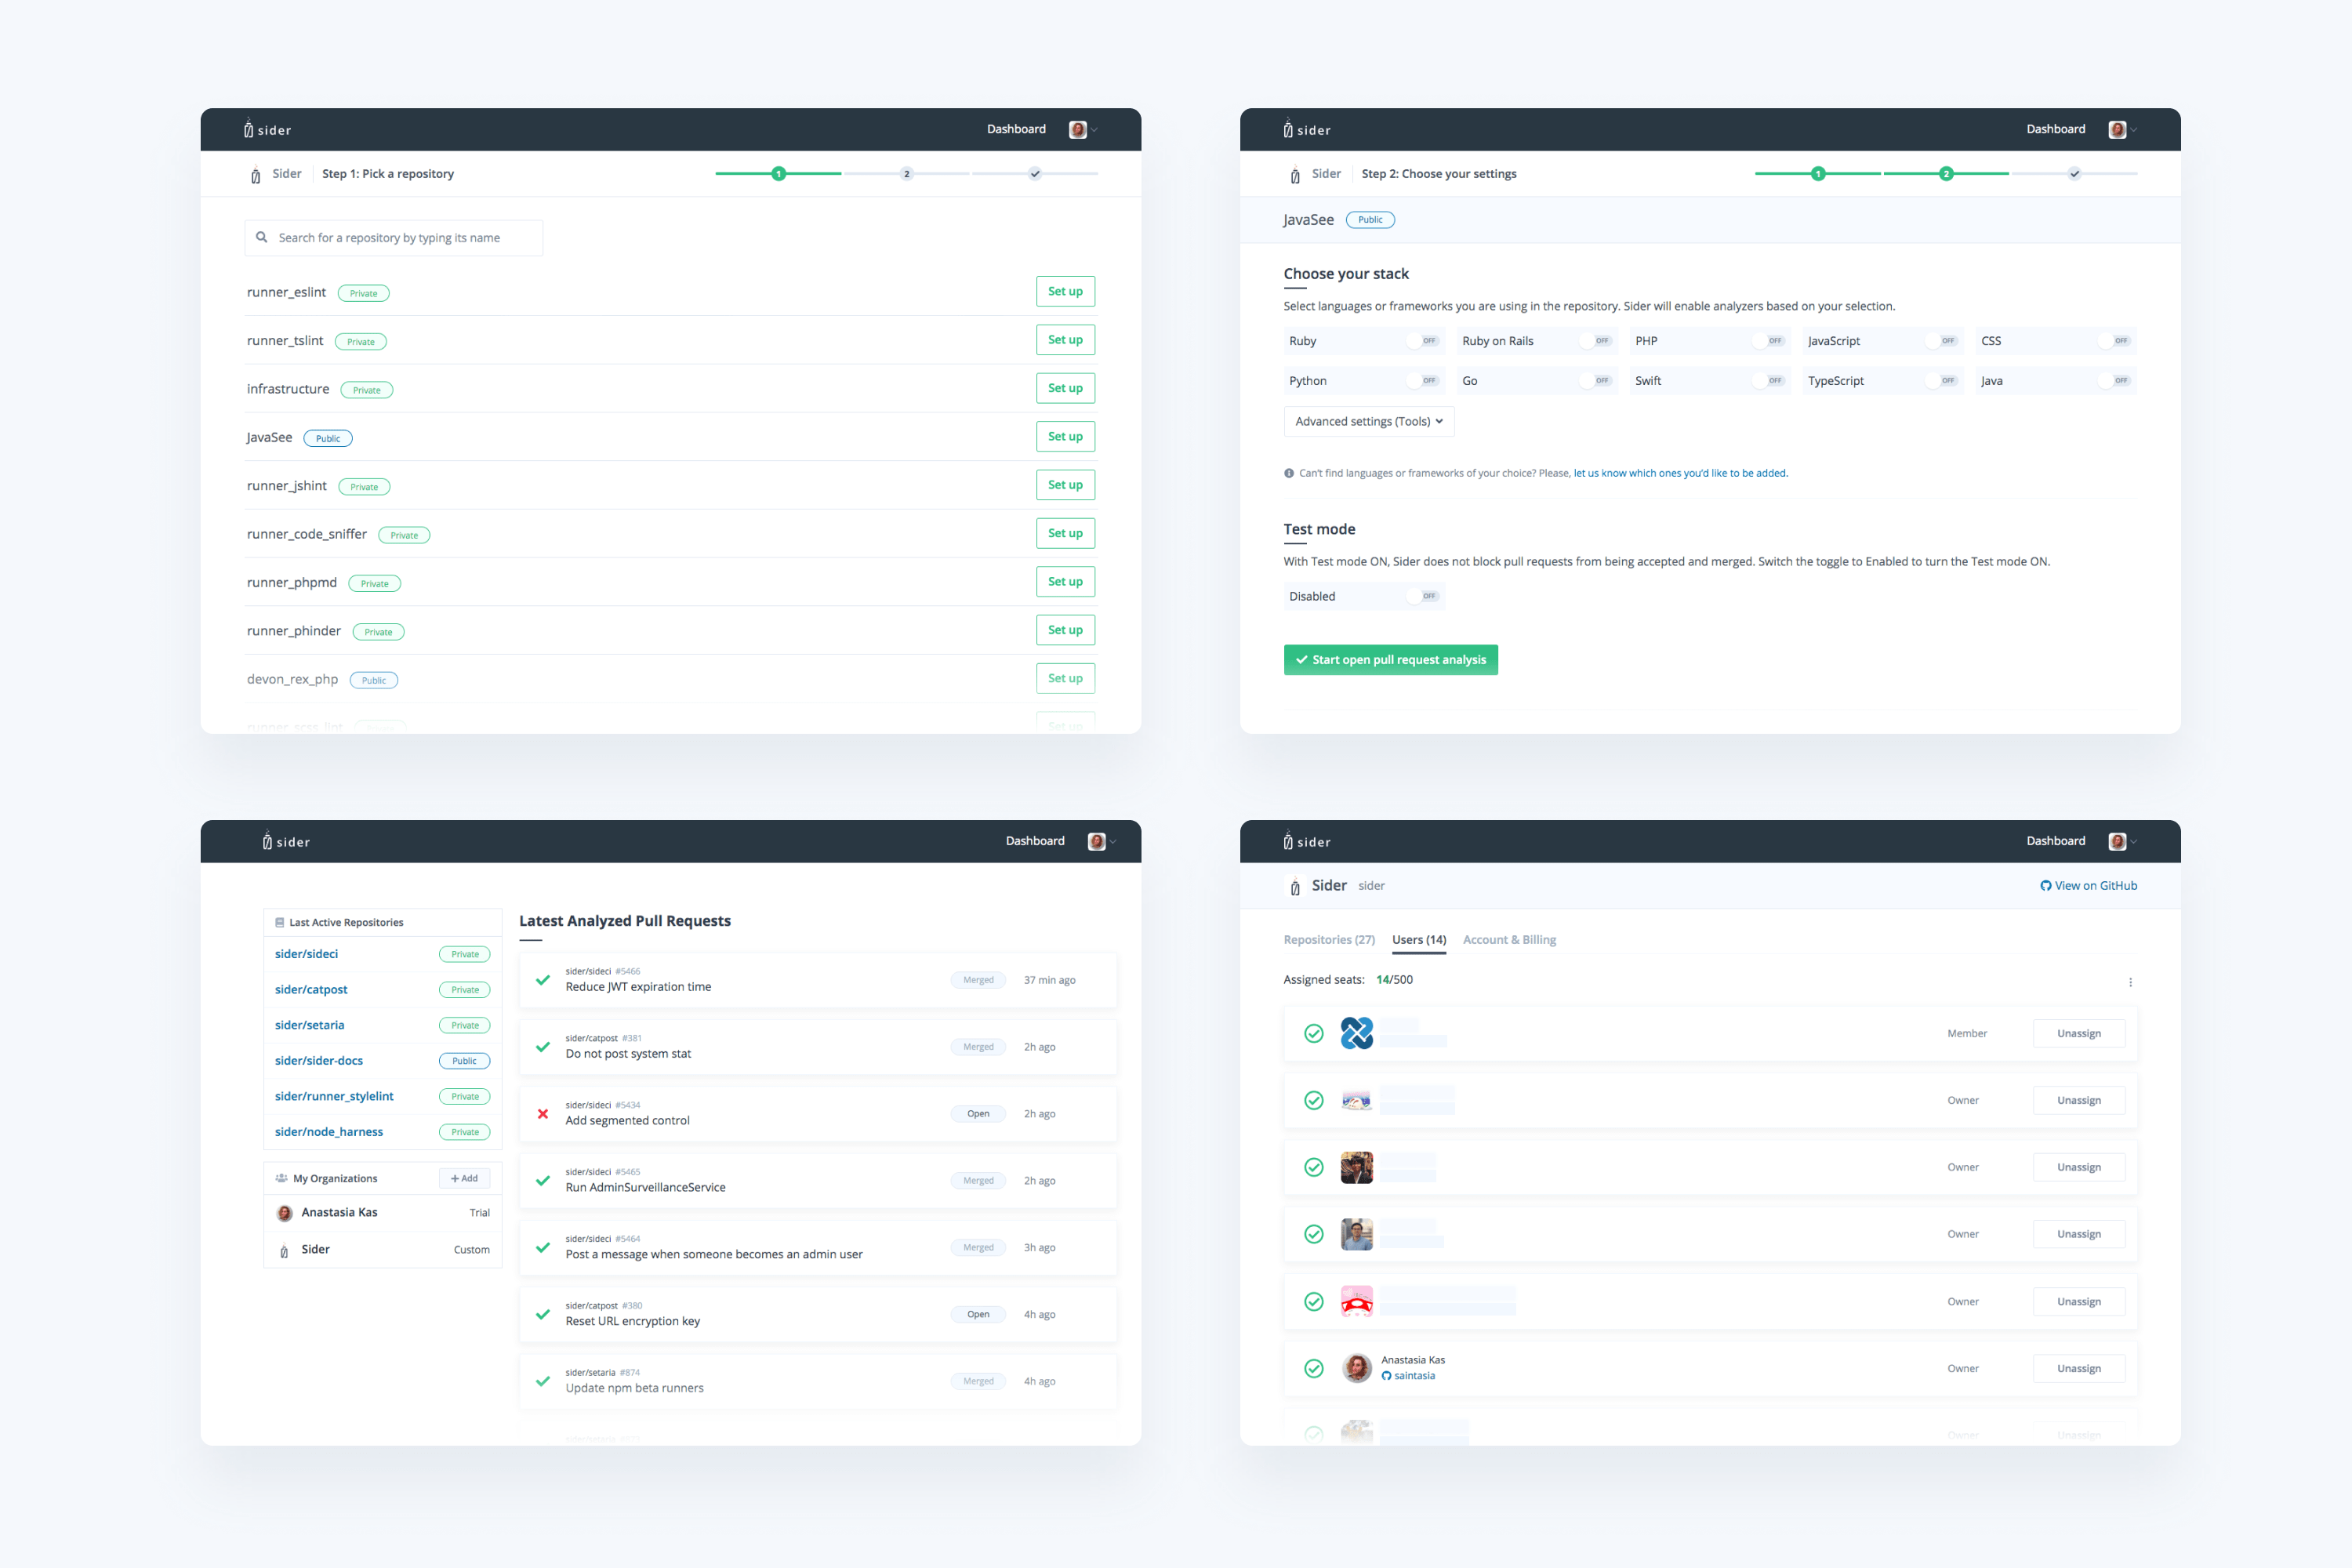 sider
Dashboard
Sider Step 1: Pick a repository
1 2
Search for a repository by typing its name
runner_eslint Private Set up
runner_tslint Private Set up
infrastructure Private Set up
JavaSee Public Set up
runner_jshint Private Set up
runner_code_sniffer Private Set up
runner_phpmd Private Set up
runner_phinder Private Set up
devon_rex_php Public Set up
runner_scss_lint Set up
sider
Dashboard
Sider Step 2: Choose your settings
1 2
JavaSee Public
Choose your stack
Select languages or frameworks you are using in the repository. Sider will enable analyzers based on your selection.
Ruby OFF Ruby on Rails OFF PHP OFF JavaScript OFF CSS OFF
Python OFF Go OFF Swift OFF TypeScript OFF Java OFF
Advanced settings (Tools)
Can't find languages or frameworks of your choice? Please, let us know which ones you'd like to be added.
Test mode
With Test mode ON, Sider does not block pull requests from being accepted and merged. Switch the toggle to Enabled to turn the Test mode ON.
Disabled OFF
Start open pull request analysis
sider
Dashboard
Last Active Repositories
sider/sideci Private
sider/catpost Private
sider/setaria Private
sider/sider-docs Public
sider/runner_stylelint Private
sider/node_harness Private
My Organizations + Add
Anastasia Kas Trial
Sider Custom
Latest Analyzed Pull Requests
sider/sideci #5466
Reduce JWT expiration time
Merged 37 min ago
sider/catpost #381
Do not post system stat
Merged 2h ago
sider/sideci #5434
Add segmented control
Open 2h ago
sider/sideci #5465
Run AdminSurveillanceService
Merged 2h ago
sider/sideci #5464
Post a message when someone becomes an admin user
Merged 3h ago
sider/catpost #380
Reset URL encryption key
Open 4h ago
sider/setaria #874
Update npm beta runners
Merged 4h ago
sider
Dashboard
Sider sider
View on GitHub
Repositories (27) Users (14) Account & Billing
Assigned seats: 14/500
Member Unassign
Owner Unassign
Owner Unassign
Owner Unassign
Owner Unassign
Anastasia Kas
saintasia
Owner Unassign
Owner Unassign